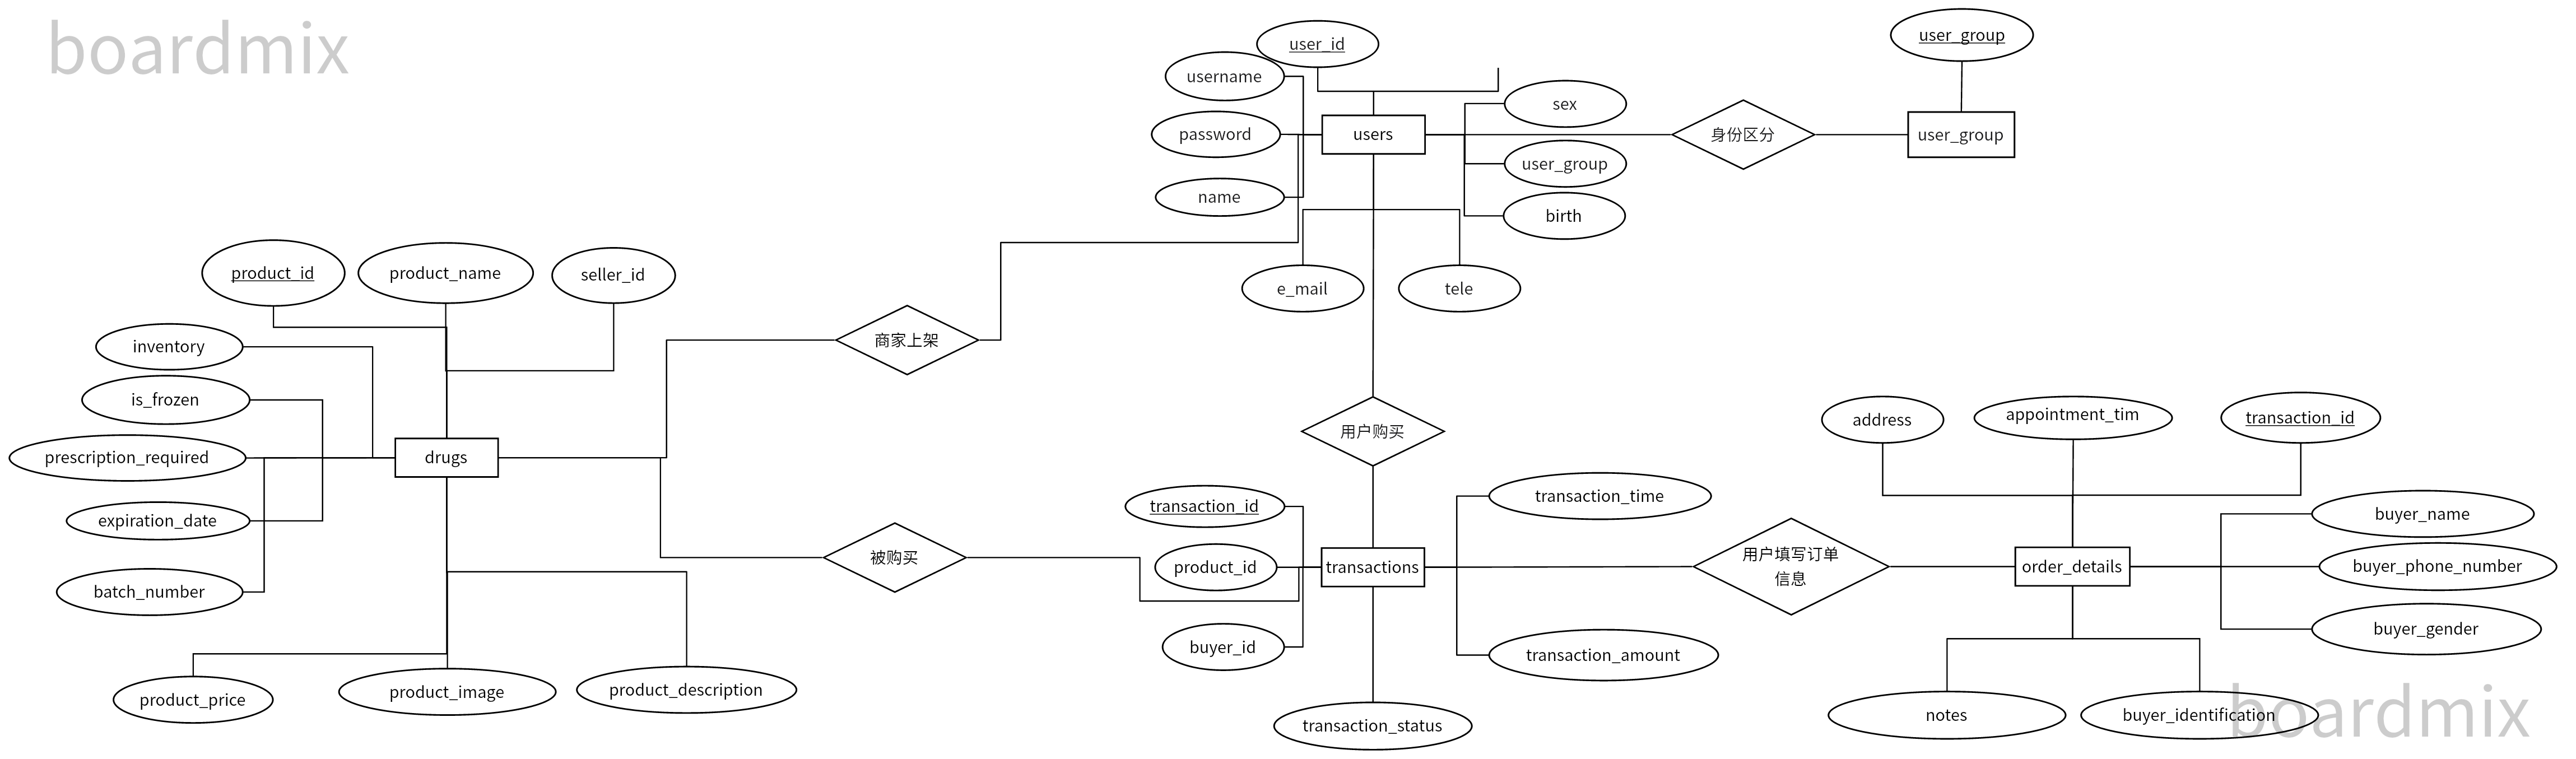 boardmix
user_id
user_group
username
sex
password
users
身份区分
user_group
user_group
name
birth
product_id
product_name
seller_id
e_mail
tele
inventory
商家上架
is_frozen
address
appointment_tim
transaction_id
用户购买
prescription_required
drugs
transaction_id
transaction_time
expiration_date
buyer_name
被购买
product_id
transactions
用户填写订单
信息
order_details
buyer_phone_number
batch_number
buyer_id
transaction_amount
buyer_gender
product_price
product_image
product_description
transaction_status
notes
buyer_identification
boardmix